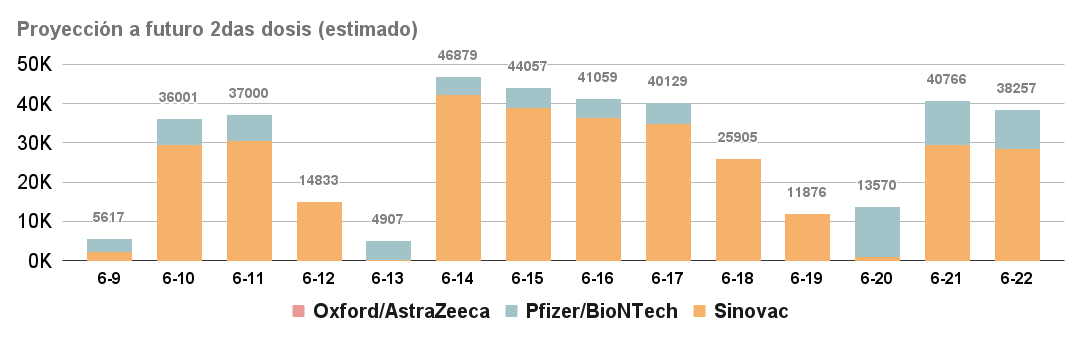 Proyección a futuro 2das dosis (estimado)
50K
40K
30K
20K
10K
0K
5617
36001
37000
14833
4907
46879
44057
41059
40129
25905
11876
13570
40766
38257
6-9 6-10 6-11 6-12 6-13 6-14 6-15 6-16 6-17 6-18 6-19 6-20 6-21 6-22
Oxford/AstraZeeca Pfizer/BioNTech Sinovac